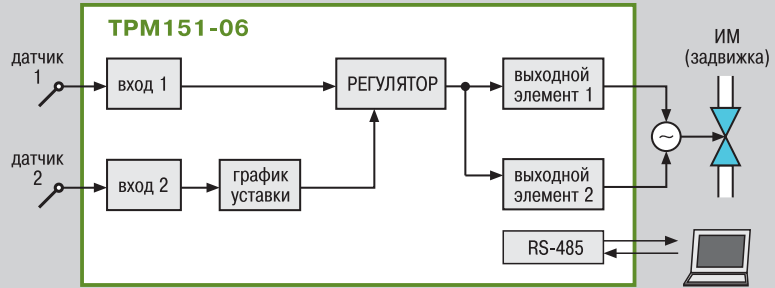 ТРМ151-06
датчик
1
вход 1
РЕГУЛЯТОР
выходной
элемент 1
ИМ
(задвижка)
~
датчик
2
вход 2
график
уставки
выходной
элемент 2
RS-485